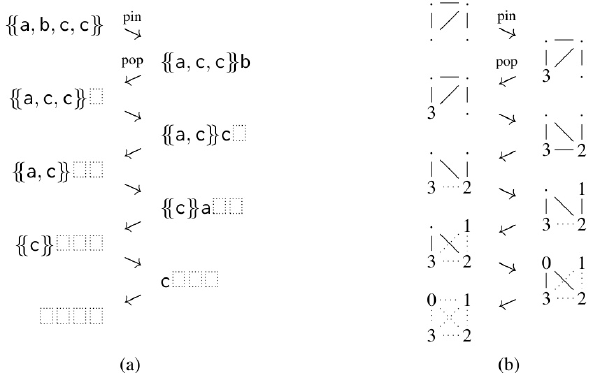 {{a, b, c, c}}
pin
pop
{{a, c, c}}b
{{a, c, c}}
{{a, c}}c
{{a, c}}
{{c}}a
{{c}}
c
(a)
pin
pop
3
3
3 2
3 2
1
3 2
1
3 2
0 1
3 2
0 1
3 2
(b)